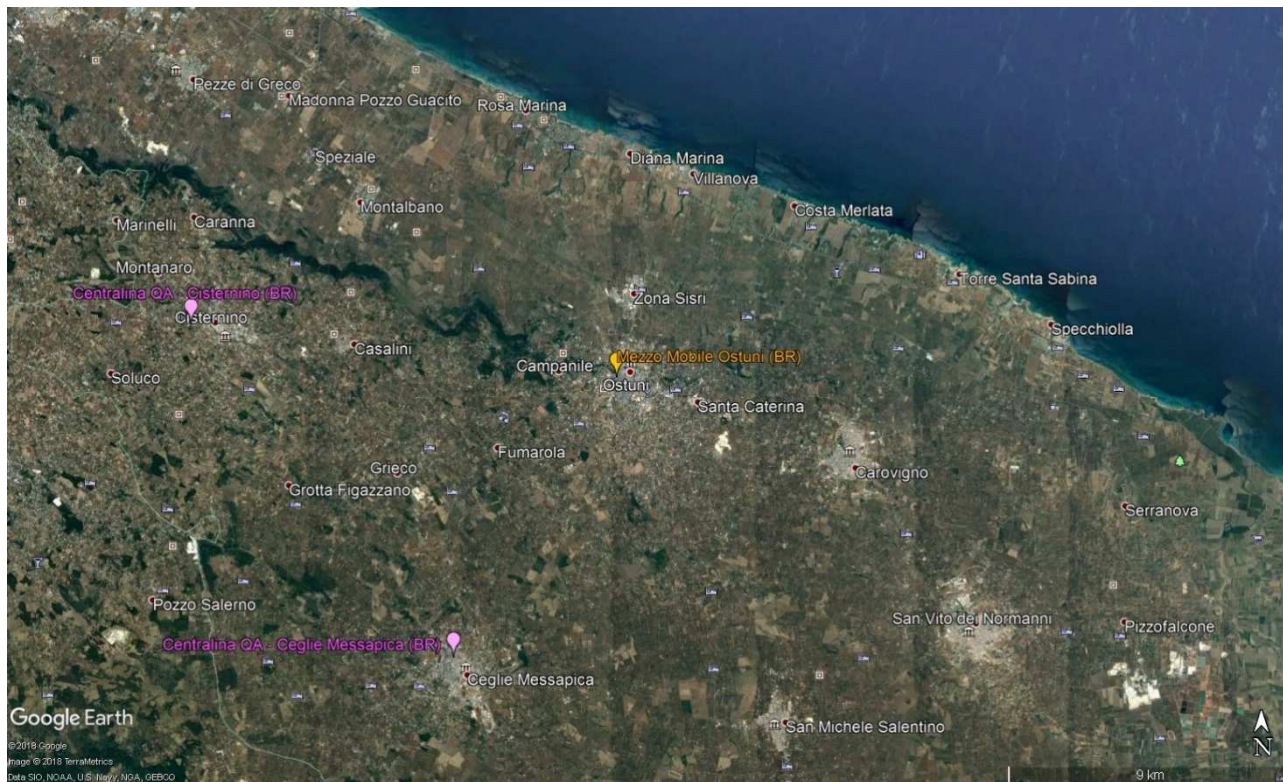 Pezze di Greco
Madonna Pozzo Guacito
Rosa Marina
Speziale
Diana Marina
Villanova
Montalbano
Costa Merlata
Marinelli
Caranna
Montanaro
Torre Santa Sabina
Centralina QA - Cisternino (BR)
Zona Sisri
Cisternino
Specchiolla
Casalini
Mezzo Mobile Ostuni (BR)
Campanile
Soluco
Ostuni
Santa Caterina
Fumarola
Grieco
Carovigno
Grotta Figazzano
Serranova
Pozzo Salerno
San Vito dei Normanni
Pizzofalcone
Centralina QA - Ceglie Messapica (BR)
Ceglie Messapica
Google Earth
San Michele Salentino
N
© 2018 Google
Image © 2018 TerraMetrics
Data SIO, NOAA, U.S. Navy, NGA, GEBCO
9 km